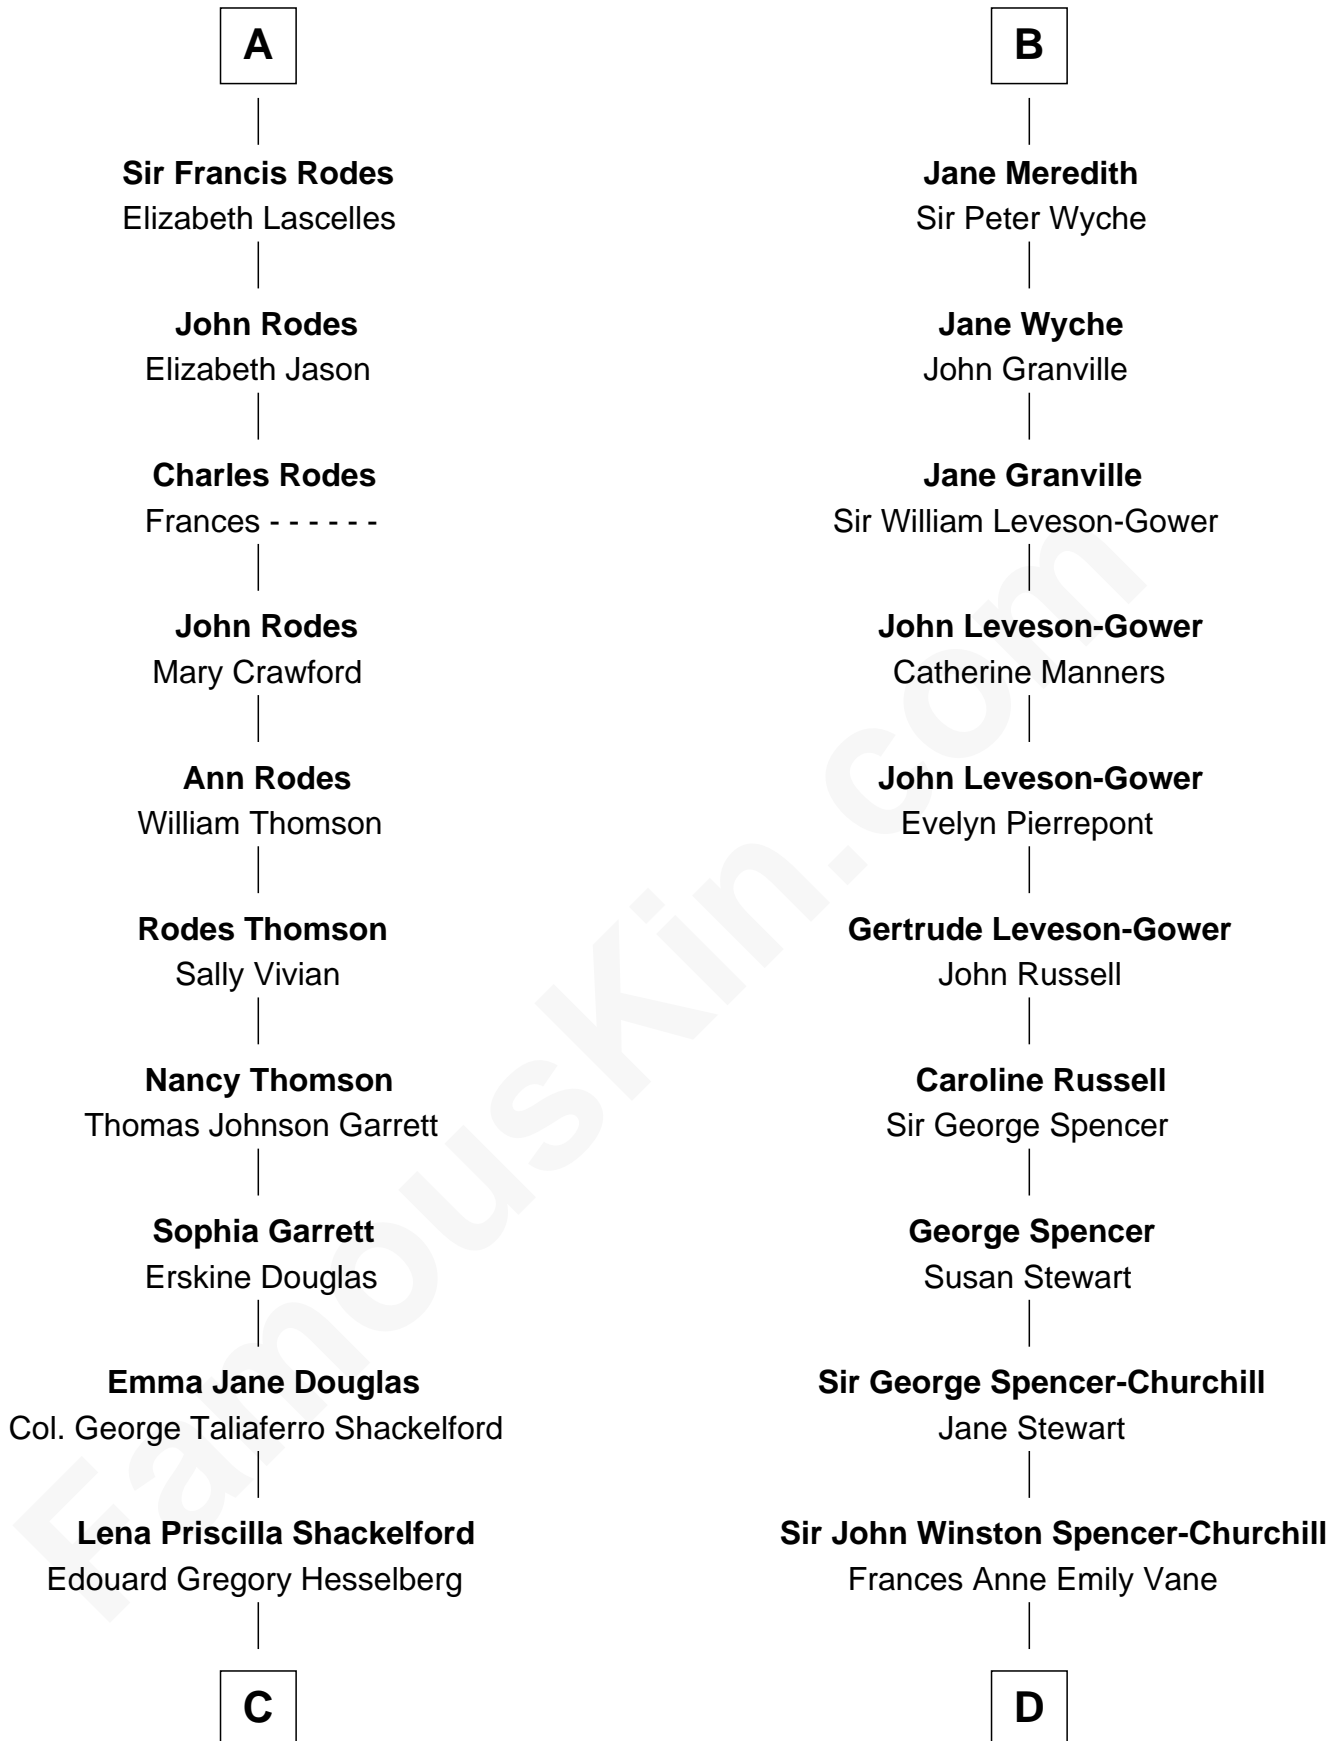 A
Sir Francis Rodes
Elizabeth Lascelles
John Rodes
Elizabeth Jason
Charles Rodes
Frances - - - - - -
John Rodes
Mary Crawford
Ann Rodes
William Thomson
Rodes Thomson
Sally Vivian
Nancy Thomson
Thomas Johnson Garrett
Sophia Garrett
Erskine Douglas
Emma Jane Douglas
Col. George Taliaferro Shackelford
Lena Priscilla Shackelford
Edouard Gregory Hesselberg
C
B
Jane Meredith
Sir Peter Wyche
Jane Wyche
John Granville
Jane Granville
Sir William Leveson-Gower
John Leveson-Gower
Catherine Manners
John Leveson-Gower
Evelyn Pierrepont
Gertrude Leveson-Gower
John Russell
Caroline Russell
Sir George Spencer
George Spencer
Susan Stewart
Sir George Spencer-Churchill
Jane Stewart
Sir John Winston Spencer-Churchill
Frances Anne Emily Vane
D
FamousKin.com